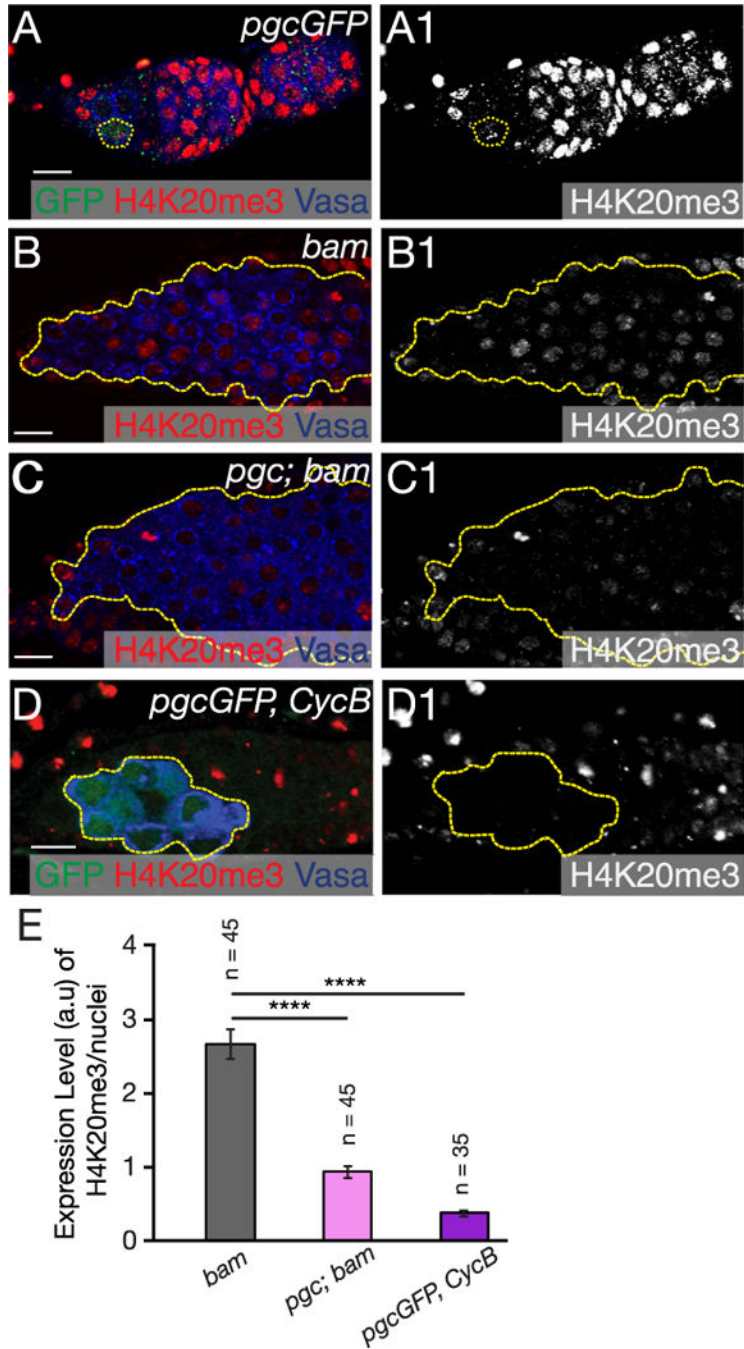 A pgcGFP
GFP H4K20me3 Vasa
A1
H4K20me3
B bam
H4K20me3 Vasa
B1
H4K20me3
C pgc; bam
H4K20me3 Vasa
C1
H4K20me3
D pgcGFP, CycB
GFP H4K20me3 Vasa
D1
H4K20me3
E
Expression Level (a.u) of
H4K20me3/nuclei
4
3
2
1
0
n = 45
****
****
n = 45
n = 35
bam
pgc; bam
pgcGFP, CycB